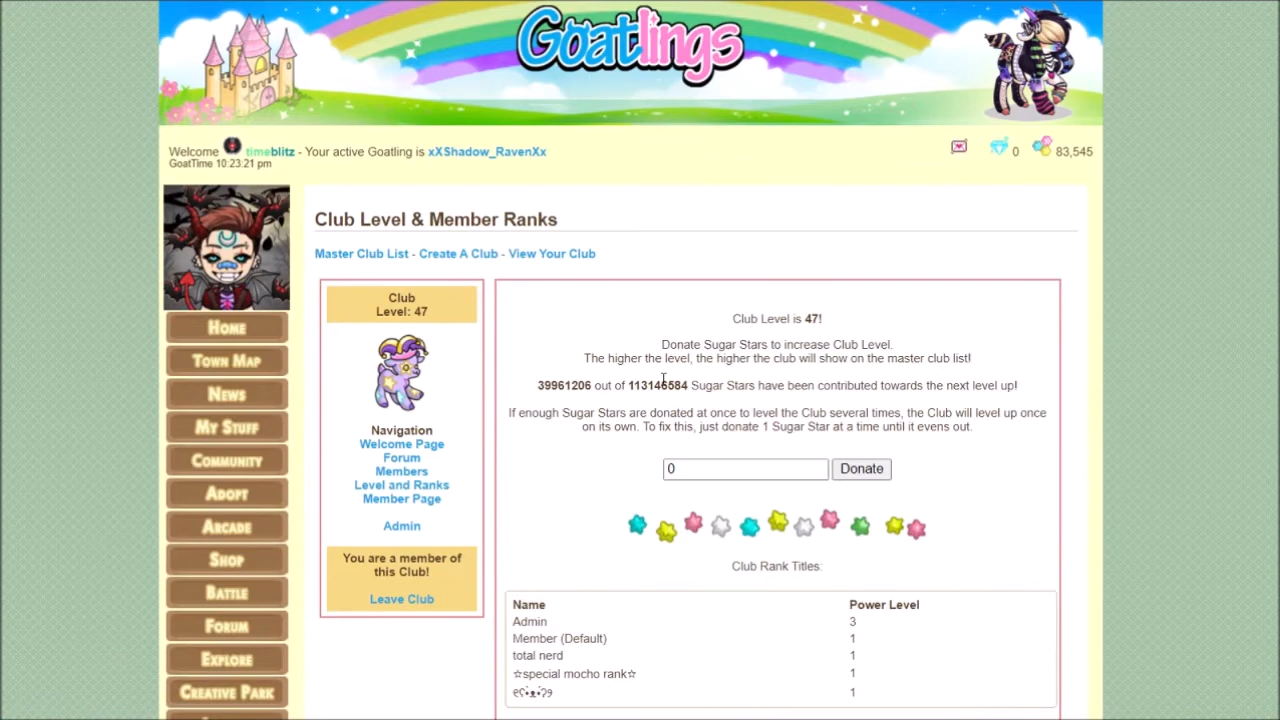 Goatlings
Welcome timeblitz - Your active Goatling is xXShadow_RavenXx
GoatTime 10:23:21 pm
0
83,545
Home
Town Map
News
My Stuff
Community
Adopt
Arcade
Shop
Battle
Forum
Explore
Creative Park
Club Level & Member Ranks
Master Club List - Create A Club - View Your Club
Club
Level: 47
Navigation
Welcome Page
Forum
Members
Level and Ranks
Member Page
Admin
You are a member of
this Club!
Leave Club
Club Level is 47!
Donate Sugar Stars to increase Club Level.
The higher the level, the higher the club will show on the master club list!
39961206 out of 113146584 Sugar Stars have been contributed towards the next level up!
If enough Sugar Stars are donated at once to level the Club several times, the Club will level up once
on its own. To fix this, just donate 1 Sugar Star at a time until it evens out.
0 Donate
Club Rank Titles:
Name Power Level
Admin 3
Member (Default) 1
total nerd 1
☆special mocho rank☆ 1
୧ʕ•̀ᴥ•́ʔ୨ 1